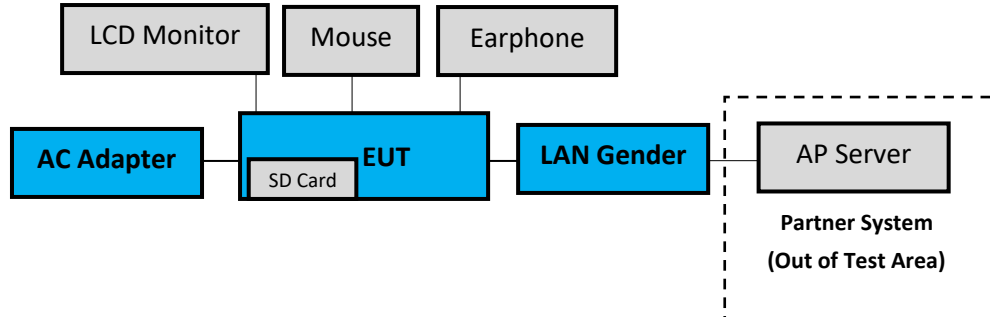 LCD Monitor
Mouse
Earphone
AC Adapter
EUT
SD Card
LAN Gender
AP Server
Partner System
(Out of Test Area)